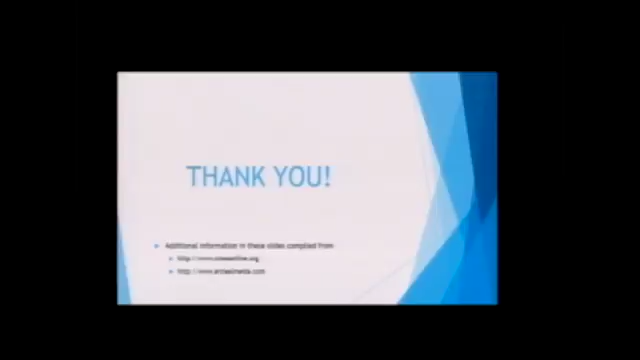 THANK YOU!
Additional information in these slides compiled from